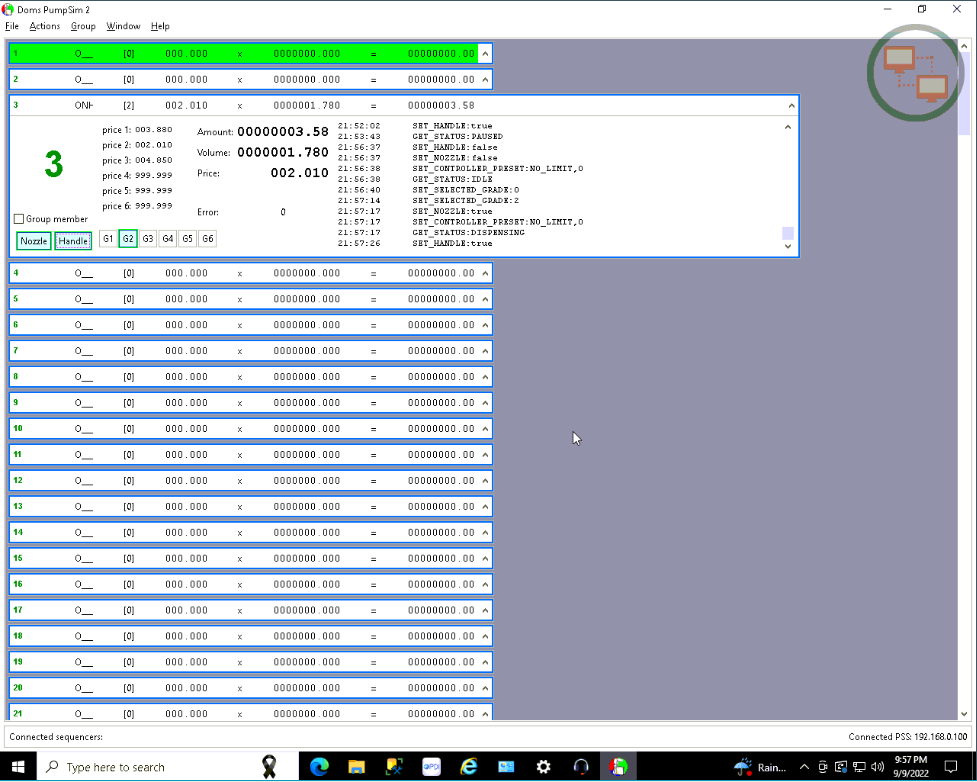 Doms PumpSim 2
File Actions Group Window Help
1 O__ [0] 000.000 x 0000000.000 = 00000000.00
2 O__ [0] 000.000 x 0000000.000 = 00000000.00
3 ONH [2] 002.010 x 0000001.780 = 00000003.58
3
price 1: 003.880
price 2: 002.010
price 3: 004.850
price 4: 999.999
price 5: 999.999
price 6: 999.999
Amount: 00000003.58
Volume: 0000001.780
Price: 002.010
Error: 0
Group member
Nozzle Handle G1 G2 G3 G4 G5 G6
21:52:02 SET_HANDLE:true
21:53:43 GET_STATUS:PAUSED
21:56:37 SET_HANDLE:false
21:56:37 SET_NOZZLE:false
21:56:38 SET_CONTROLLER_PRESET:NO_LIMIT,0
21:56:38 GET_STATUS:IDLE
21:56:40 SET_SELECTED_GRADE:0
21:57:14 SET_SELECTED_GRADE:2
21:57:17 SET_NOZZLE:true
21:57:17 SET_CONTROLLER_PRESET:NO_LIMIT,0
21:57:17 GET_STATUS:DISPENSING
21:57:26 SET_HANDLE:true
4 O__ [0] 000.000 x 0000000.000 = 00000000.00
5 O__ [0] 000.000 x 0000000.000 = 00000000.00
6 O__ [0] 000.000 x 0000000.000 = 00000000.00
7 O__ [0] 000.000 x 0000000.000 = 00000000.00
8 O__ [0] 000.000 x 0000000.000 = 00000000.00
9 O__ [0] 000.000 x 0000000.000 = 00000000.00
10 O__ [0] 000.000 x 0000000.000 = 00000000.00
11 O__ [0] 000.000 x 0000000.000 = 00000000.00
12 O__ [0] 000.000 x 0000000.000 = 00000000.00
13 O__ [0] 000.000 x 0000000.000 = 00000000.00
14 O__ [0] 000.000 x 0000000.000 = 00000000.00
15 O__ [0] 000.000 x 0000000.000 = 00000000.00
16 O__ [0] 000.000 x 0000000.000 = 00000000.00
17 O__ [0] 000.000 x 0000000.000 = 00000000.00
18 O__ [0] 000.000 x 0000000.000 = 00000000.00
19 O__ [0] 000.000 x 0000000.000 = 00000000.00
20 O__ [0] 000.000 x 0000000.000 = 00000000.00
21 O__ [0] 000.000 x 0000000.000 = 00000000.00
Connected sequencers: Connected PSS: 192.168.0.100
Type here to search Rain... 9:57 PM
9/9/2022